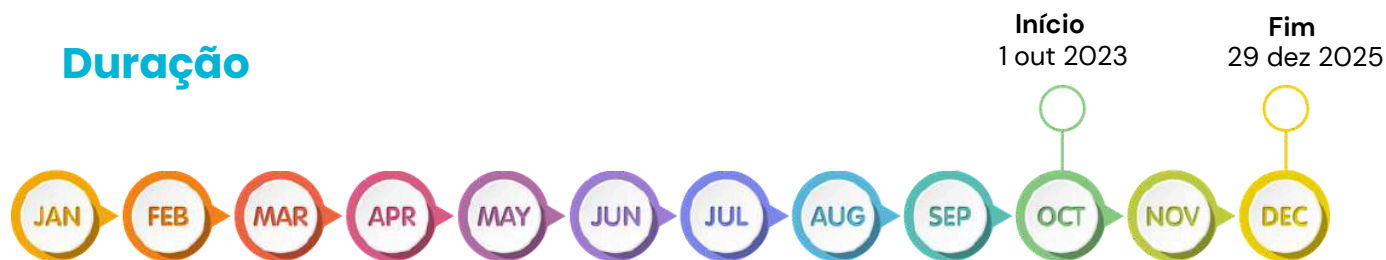 Duração
Início
1 out 2023
Fim
29 dez 2025
JAN FEB MAR APR MAY JUN JUL AUG SEP OCT NOV DEC